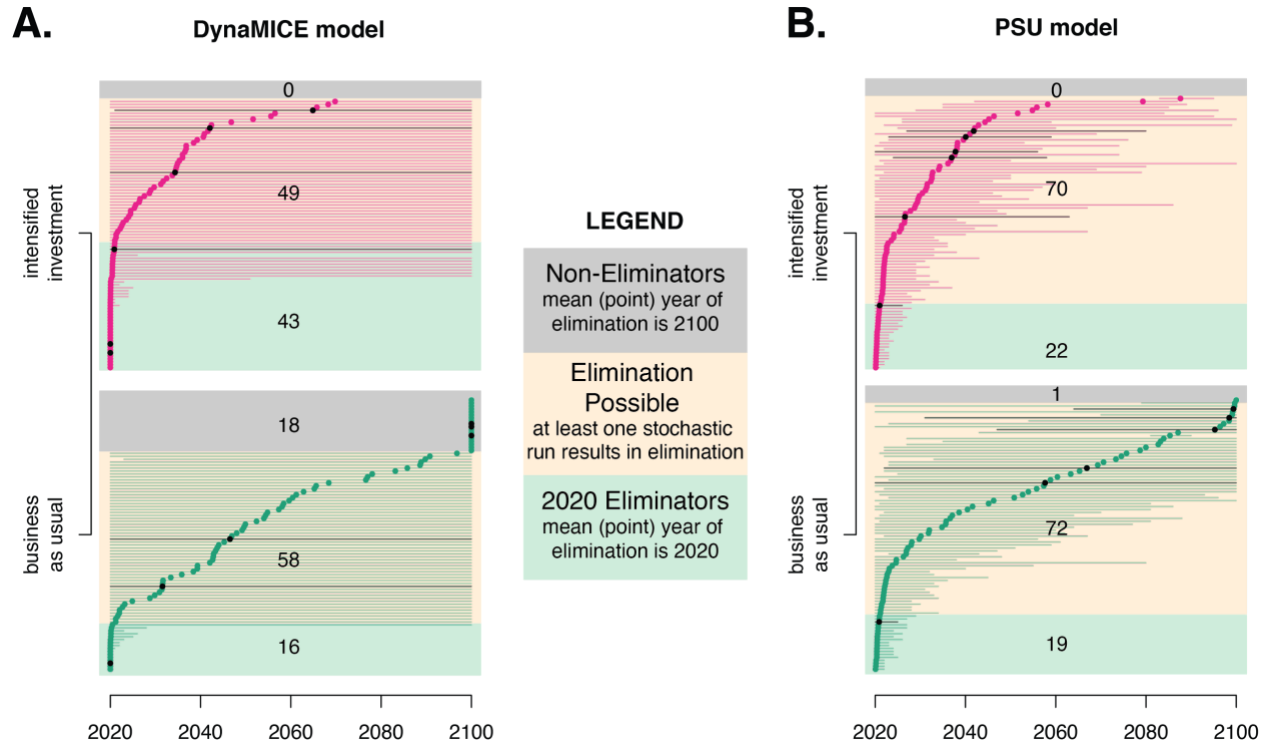 A.
DynaMICE model
0
49
43
intensified
investment
18
58
16
business
as usual
2020
2040
2060
2080
2100
LEGEND
Non-Eliminators
mean (point) year of
elimination is 2100
Elimination
Possible
at least one stochastic
run results in elimination
2020 Eliminators
mean (point) year of
elimination is 2020
B.
PSU model
0
70
22
intensified
investment
1
72
19
business
as usual
2020
2040
2060
2080
2100